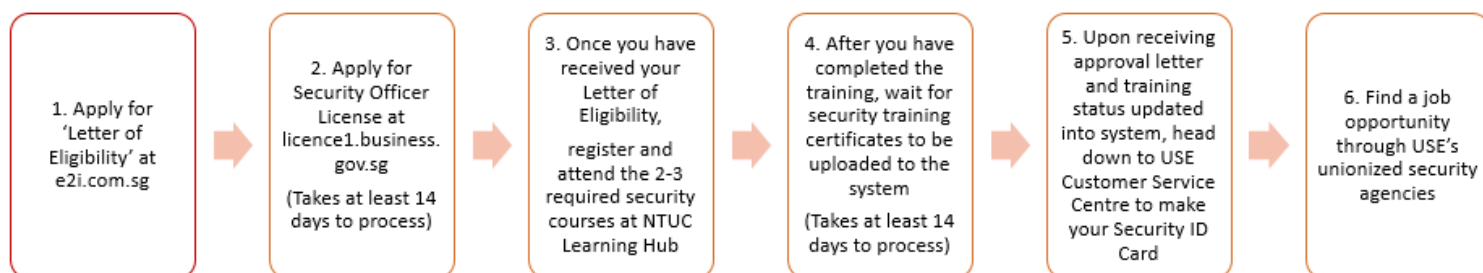 1. Apply for
‘Letter of
Eligibility’ at
e2i.com.sg
2. Apply for
Security Officer
License at
licence1.business.
gov.sg
(Takes at least 14
days to process)
3. Once you have
received your
Letter of
Eligibility,
register and
attend the 2-3
required security
courses at NTUC
Learning Hub
4. After you have
completed the
training, wait for
security training
certificates to be
uploaded to the
system
(Takes at least 14
days to process)
5. Upon receiving
approval letter
and training
status updated
into system, head
down to USE
Customer Service
Centre to make
your Security ID
Card
6. Find a job
opportunity
through USE’s
unionized security
agencies